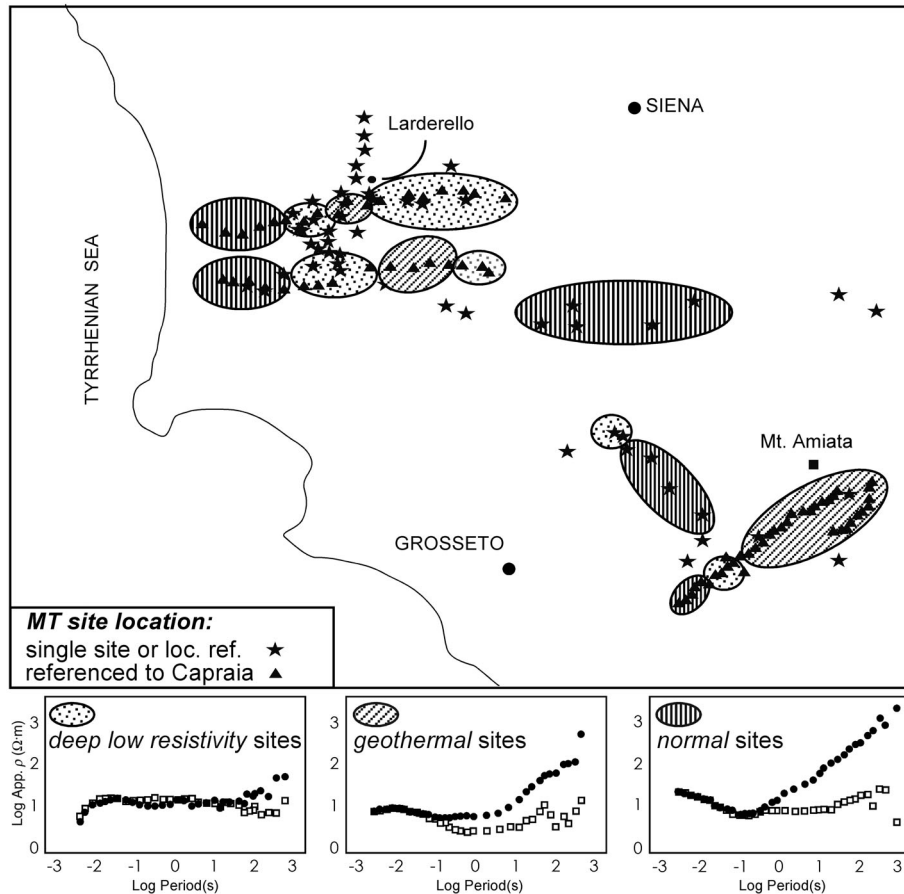 SIENA
Larderello
TYRRHENIAN SEA
Mt. Amiata
GROSSETO
MT site location:
single site or loc. ref.
referenced to Capraia
deep low resistivity sites
geothermal sites
normal sites
Log App. ρ (Ω·m)
3
2
1
0
-3 -2 -1 0 1 2 3
Log Period(s)
3
2
1
0
-3 -2 -1 0 1 2 3
Log Period(s)
3
2
1
0
-3 -2 -1 0 1 2 3
Log Period(s)